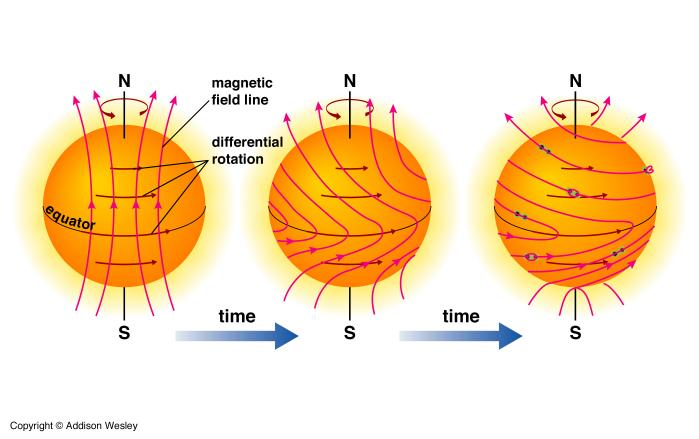 N
magnetic
field line
differential
rotation
equator
S
time
N
S
time
N
S
Copyright © Addison Wesley